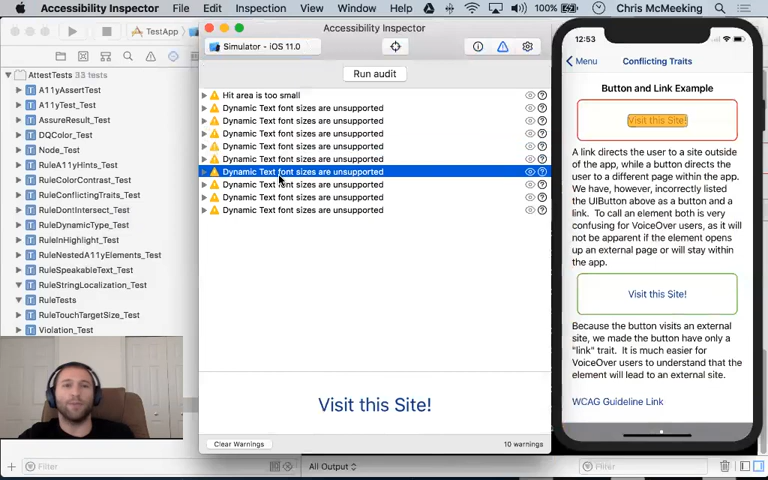 Accessibility Inspector File Edit Inspection View Window Help 100% Chris McMeeking
TestApp
AttestTests 33 tests
A11yAssertTest
A11yTest_Test
AssureResult_Test
DQColor_Test
Node_Test
RuleA11yHints_Test
RuleColorContrast_Test
RuleConflictingTraits_Test
RuleDontIntersect_Test
RuleDynamicType_Test
RuleInHighlight_Test
RuleNestedA11yElements_Test
RuleSpeakableText_Test
RuleStringLocalization_Test
RuleTests
RuleTouchTargetSize_Test
Violation_Test
Filter
Accessibility Inspector
Simulator - iOS 11.0
Run audit
Hit area is too small
Dynamic Text font sizes are unsupported
Dynamic Text font sizes are unsupported
Dynamic Text font sizes are unsupported
Dynamic Text font sizes are unsupported
Dynamic Text font sizes are unsupported
Dynamic Text font sizes are unsupported
Dynamic Text font sizes are unsupported
Dynamic Text font sizes are unsupported
Dynamic Text font sizes are unsupported
Visit this Site!
Clear Warnings
10 warnings
All Output
Filter
12:53
Menu
Conflicting Traits
Button and Link Example
Visit this Site!
A link directs the user to a site outside
of the app, while a button directs the
user to a different page within the app.
We have, however, incorrectly listed
the UIButton above as a button and a
link. To call an element both is very
confusing for VoiceOver users, as it will
not be apparent if the element opens
up an external page or will stay within
the app.
Visit this Site!
Because the button visits an external
site, we made the button have only a
"link" trait. It is much easier for
VoiceOver users to understand that the
element will lead to an external site.
WCAG Guideline Link